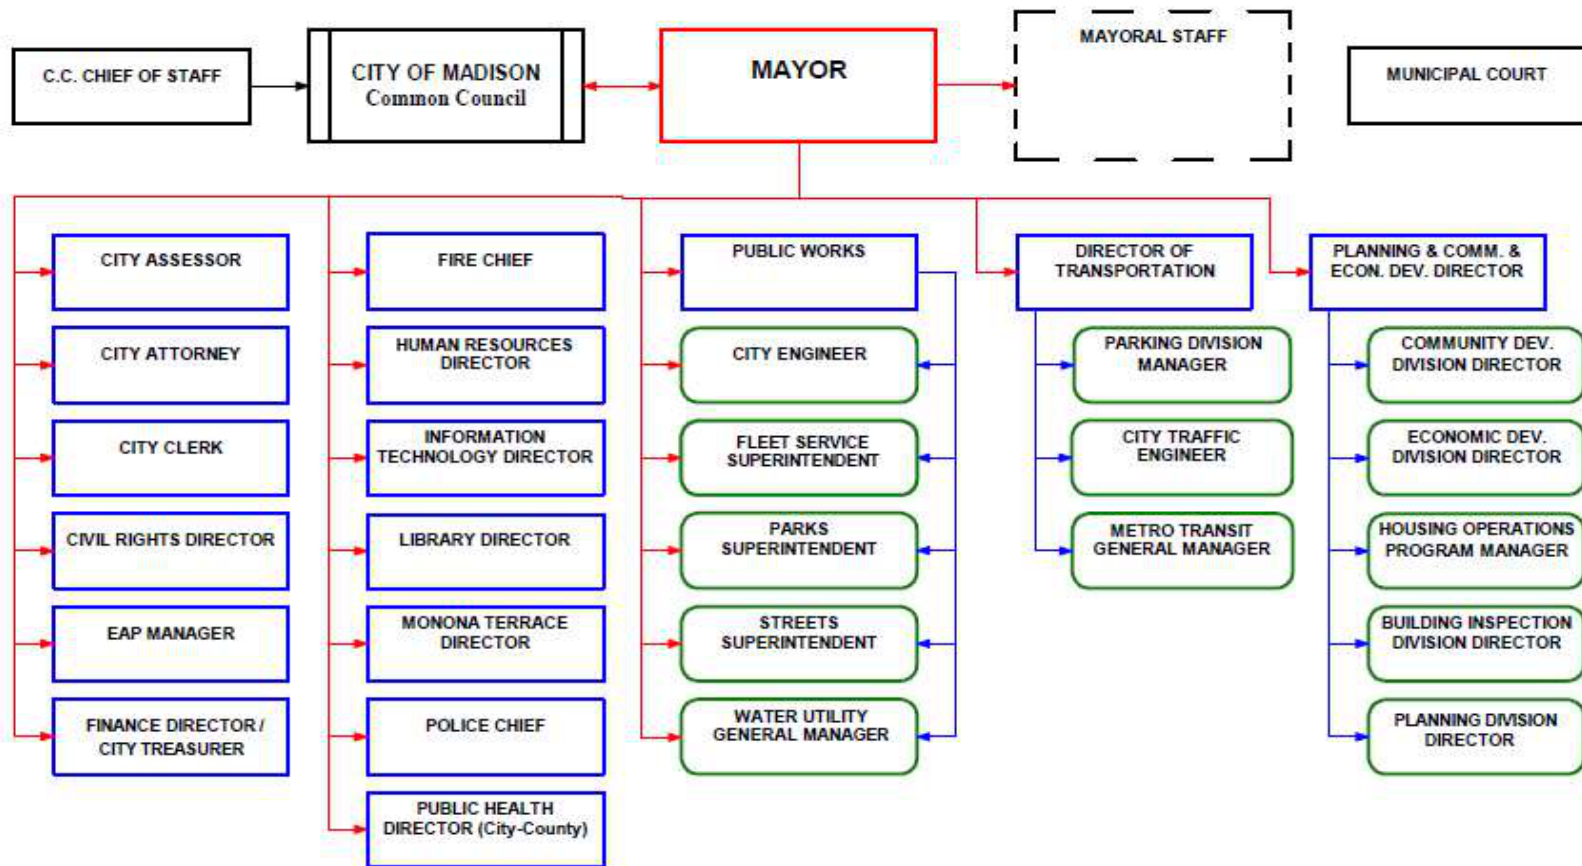 C.C. CHIEF OF STAFF
CITY OF MADISON
Common Council
MAYOR
MAYORAL STAFF
MUNICIPAL COURT
CITY ASSESSOR
CITY ATTORNEY
CITY CLERK
CIVIL RIGHTS DIRECTOR
EAP MANAGER
FINANCE DIRECTOR /
CITY TREASURER
FIRE CHIEF
HUMAN RESOURCES
DIRECTOR
INFORMATION
TECHNOLOGY DIRECTOR
LIBRARY DIRECTOR
MONONA TERRACE
DIRECTOR
POLICE CHIEF
PUBLIC HEALTH
DIRECTOR (City-County)
PUBLIC WORKS
CITY ENGINEER
FLEET SERVICE
SUPERINTENDENT
PARKS
SUPERINTENDENT
STREETS
SUPERINTENDENT
WATER UTILITY
GENERAL MANAGER
DIRECTOR OF
TRANSPORTATION
PARKING DIVISION
MANAGER
CITY TRAFFIC
ENGINEER
METRO TRANSIT
GENERAL MANAGER
PLANNING & COMM. &
ECON. DEV. DIRECTOR
COMMUNITY DEV.
DIVISION DIRECTOR
ECONOMIC DEV.
DIVISION DIRECTOR
HOUSING OPERATIONS
PROGRAM MANAGER
BUILDING INSPECTION
DIVISION DIRECTOR
PLANNING DIVISION
DIRECTOR